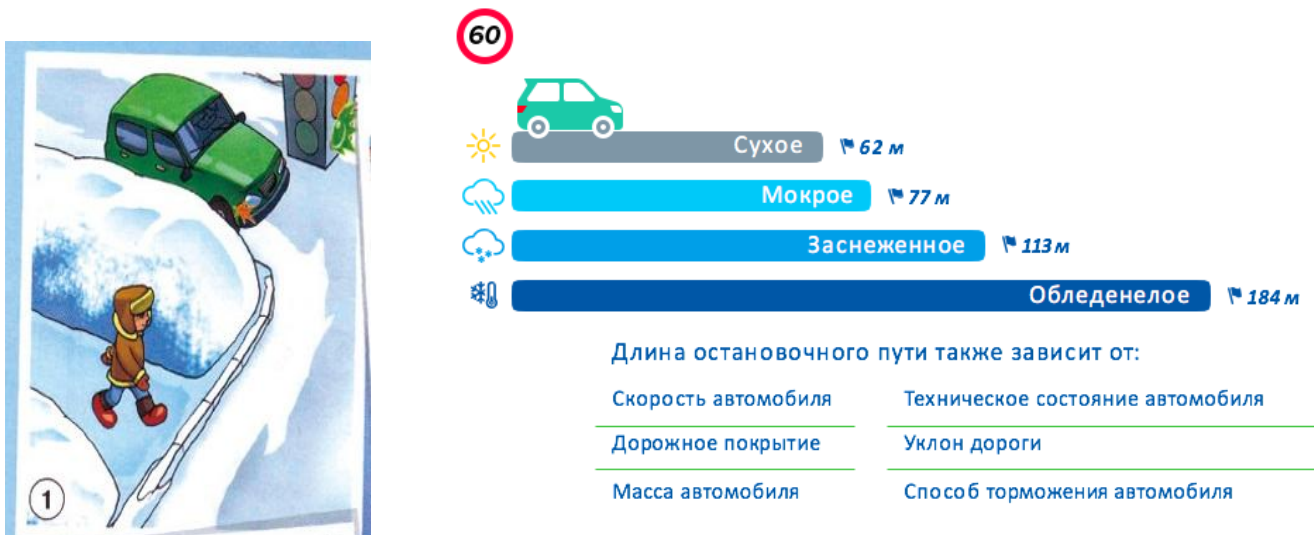 1
60
Сухое 62 м
Мокрое 77 м
Заснеженное 113 м
Обледенелое 184 м
Длина остановочного пути также зависит от:
Скорость автомобиля Техническое состояние автомобиля
Дорожное покрытие Уклон дороги
Масса автомобиля Способ торможения автомобиля